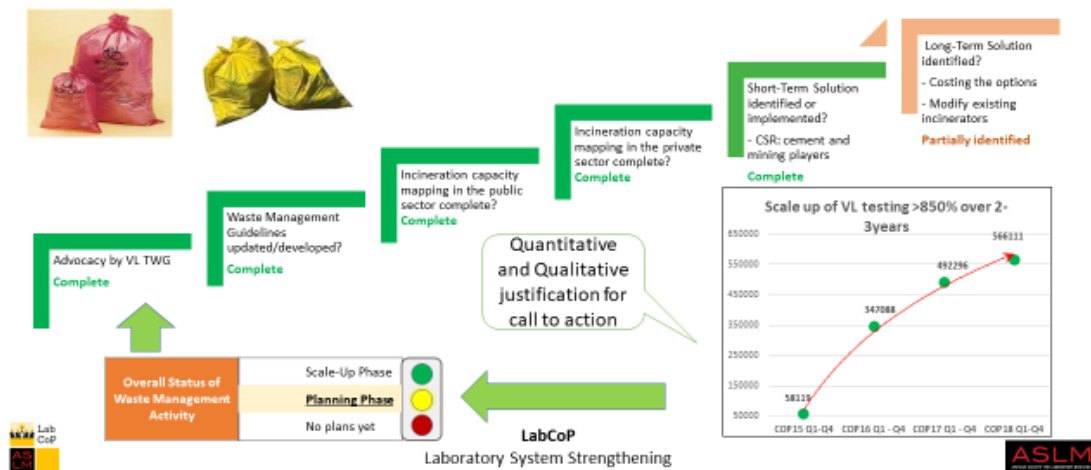 Advocacy by VL TWG
Complete
Waste Management
Guidelines
updated/developed?
Complete
Incineration capacity
mapping in the public
sector complete?
Complete
Incineration capacity
mapping in the private
sector complete?
Complete
Short-Term Solution
identified or
implemented?
- CSR: cement and
mining players
Complete
Long-Term Solution
identified?
- Costing the options
- Modify existing
incinerators
Partially identified
Quantitative
and Qualitative
justification for
call to action
Scale up of VL testing >850% over 2-
3years
650000
550000
450000
350000
250000
150000
50000
58119
347088
492296
566111
COP15 Q1-Q4
COP16 Q1 - Q4
COP17 Q1 - Q4
COP18 Q1-Q4
Overall Status of
Waste Management
Activity
Scale-Up Phase
Planning Phase
No plans yet
LabCoP
Laboratory System Strengthening
Lab
CoP
AS
LM
ASLM